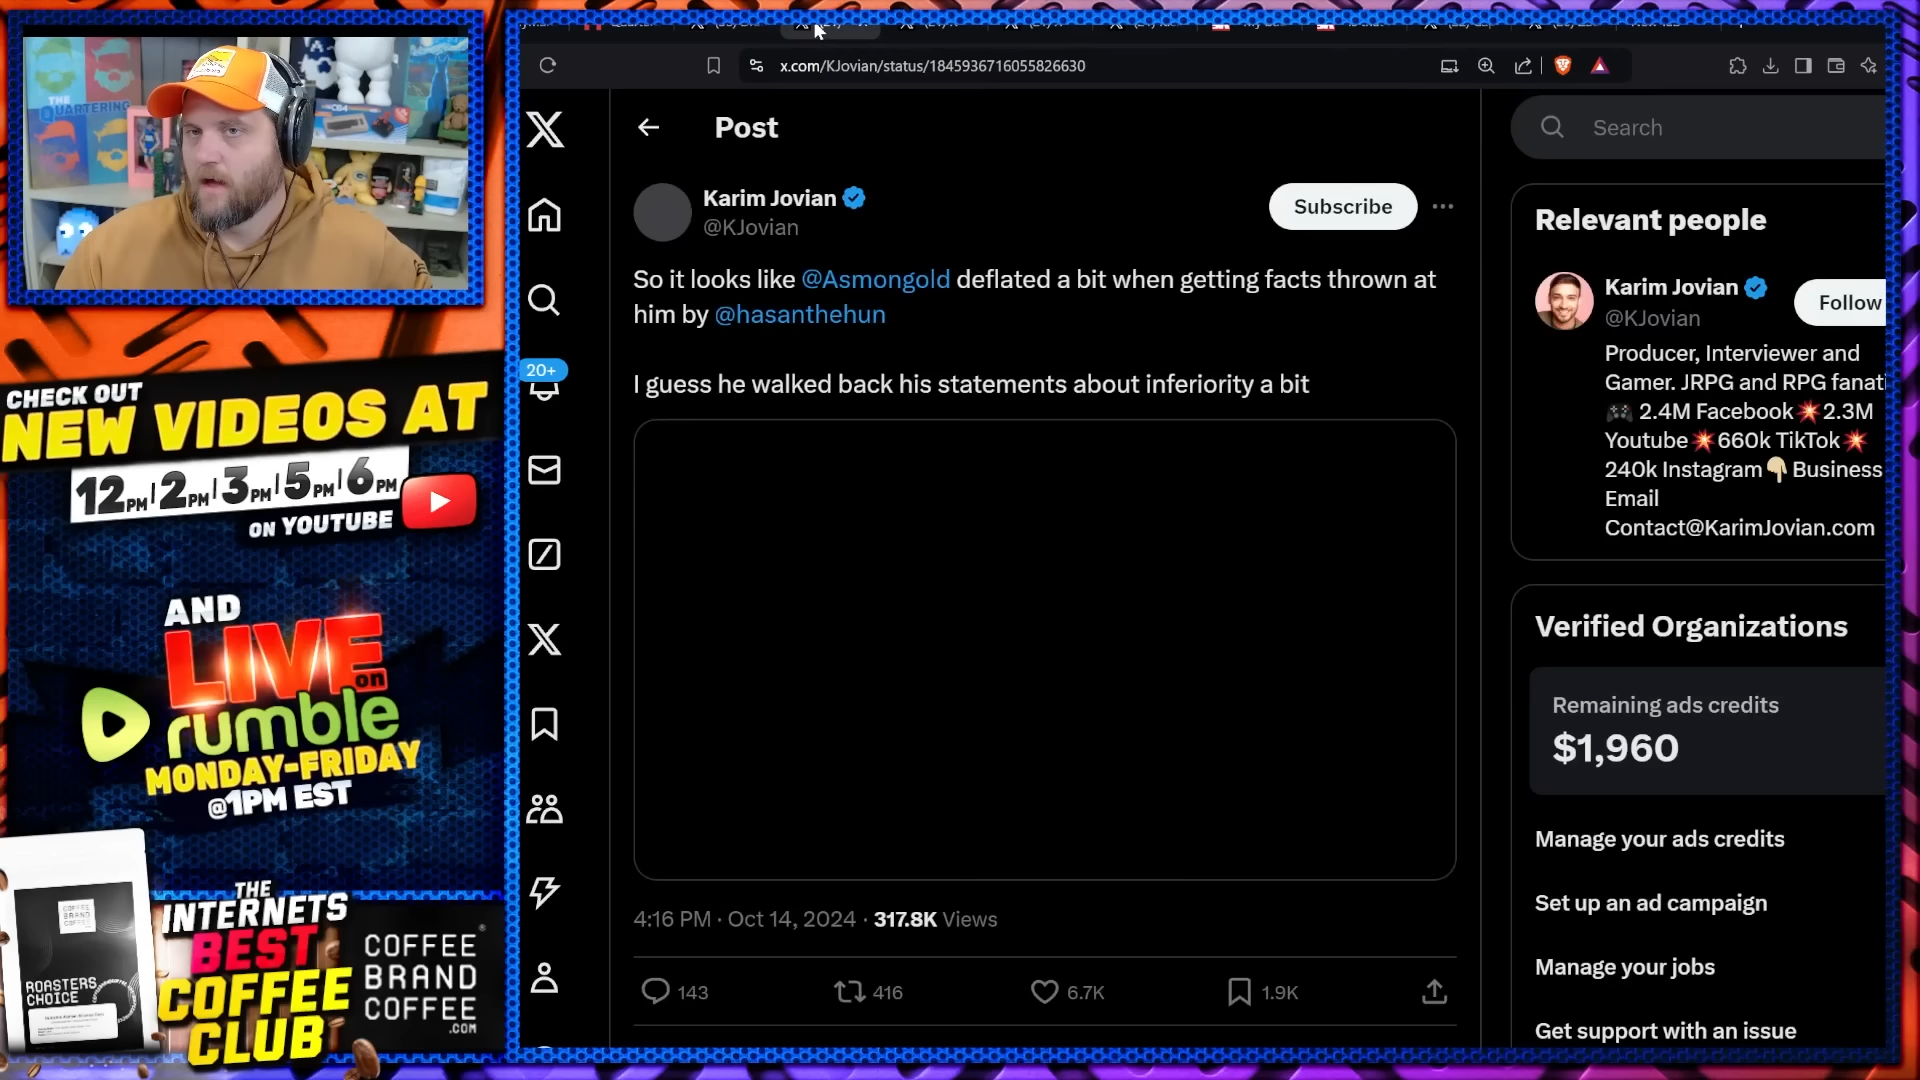 x.com/KJovian/status/1845936716055826630
Post
Karim Jovian
@KJovian
Subscribe
So it looks like @Asmongold deflated a bit when getting facts thrown at
him by @hasanthehun
I guess he walked back his statements about inferiority a bit
4:16 PM · Oct 14, 2024 · 317.8K Views
143
416
6.7K
1.9K
20+
Search
Relevant people
Karim Jovian
@KJovian
Follow
Producer, Interviewer and
Gamer. JRPG and RPG fanati
🎮 2.4M Facebook💥2.3M
Youtube💥660k TikTok💥
240k Instagram👇🏼Business
Email
Contact@KarimJovian.com
Verified Organizations
Remaining ads credits
$1,960
Manage your ads credits
Set up an ad campaign
Manage your jobs
Get support with an issue
THE
QUARTERING
C64
CHECK OUT
NEW VIDEOS AT
12PM|2PM|3PM|5PM|6PM
ON YOUTUBE
AND
LIVE on
rumble
MONDAY-FRIDAY
@1PM EST
THE
INTERNETS
BEST
COFFEE
CLUB
COFFEE
BRAND
COFFEE
.COM
COFFEE
BRAND
COFFEE
ROASTERS
CHOICE